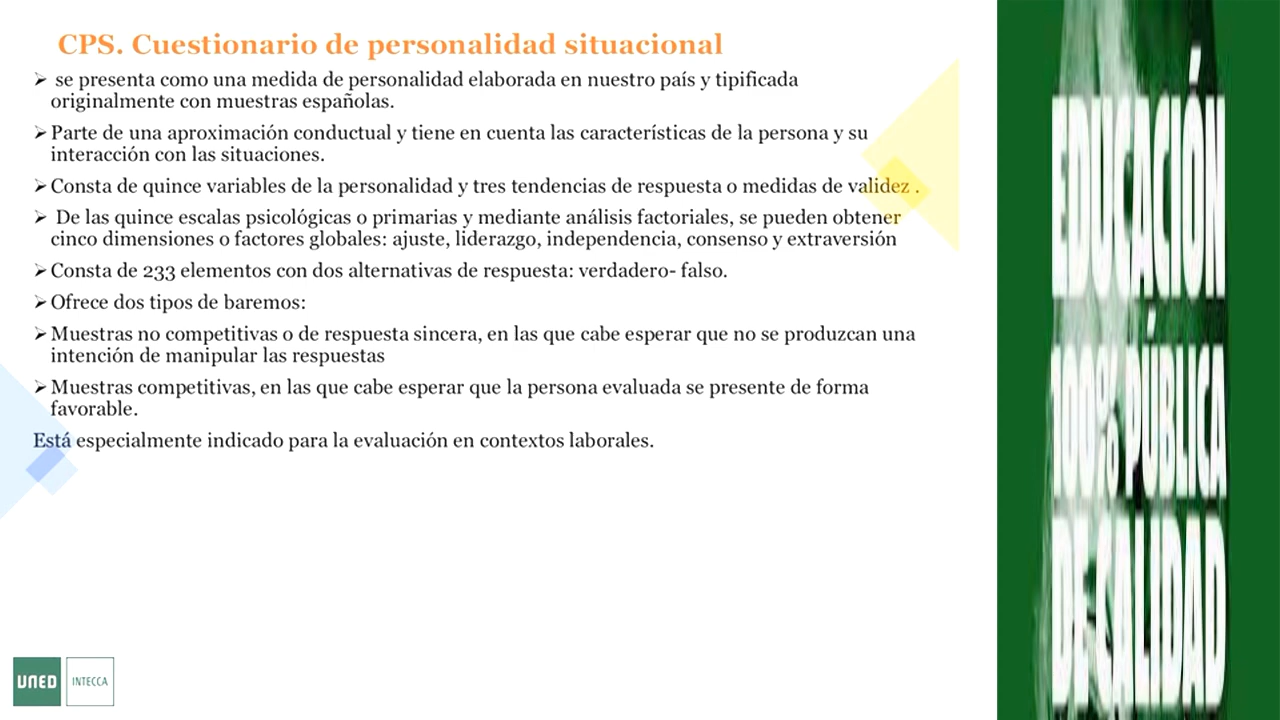 CPS. Cuestionario de personalidad situacional
➢ se presenta como una medida de personalidad elaborada en nuestro país y tipificada
originalmente con muestras españolas.
➢Parte de una aproximación conductual y tiene en cuenta las características de la persona y su
interacción con las situaciones.
➢Consta de quince variables de la personalidad y tres tendencias de respuesta o medidas de validez .
➢ De las quince escalas psicológicas o primarias y mediante análisis factoriales, se pueden obtener
cinco dimensiones o factores globales: ajuste, liderazgo, independencia, consenso y extraversión
➢Consta de 233 elementos con dos alternativas de respuesta: verdadero- falso.
➢Ofrece dos tipos de baremos:
➢Muestras no competitivas o de respuesta sincera, en las que cabe esperar que no se produzcan una
intención de manipular las respuestas
➢Muestras competitivas, en las que cabe esperar que la persona evaluada se presente de forma
favorable.
Está especialmente indicado para la evaluación en contextos laborales.
UNED
INTECCA
EDUCACIÓN
100% PÚBLICA
DE CALIDAD